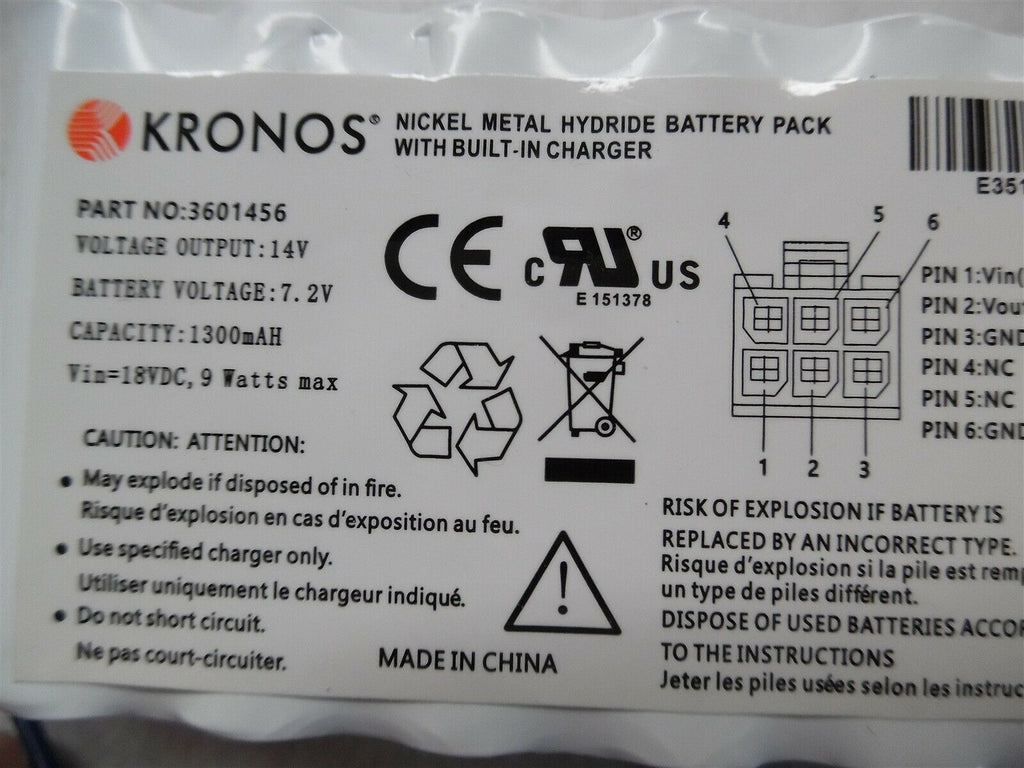 KRONOS® NICKEL METAL HYDRIDE BATTERY PACK
WITH BUILT-IN CHARGER
E351
PART NO:3601456
VOLTAGE OUTPUT:14V
BATTERY VOLTAGE:7.2V
CAPACITY:1300mAH
Vin=18VDC, 9 Watts max
CE c RU® US
E 151378
4 5 6
1 2 3
PIN 1:Vin(
PIN 2:Vou
PIN 3:GND
PIN 4:NC
PIN 5:NC
PIN 6:GND
CAUTION: ATTENTION:
• May explode if disposed of in fire.
Risque d'explosion en cas d'exposition au feu.
• Use specified charger only.
Utiliser uniquement le chargeur indiqué.
• Do not short circuit.
Ne pas court-circuiter.
MADE IN CHINA
RISK OF EXPLOSION IF BATTERY IS
REPLACED BY AN INCORRECT TYPE.
Risque d'explosion si la pile est remp
un type de piles différent.
DISPOSE OF USED BATTERIES ACCOR
TO THE INSTRUCTIONS
Jeter les piles usées selon les instruc